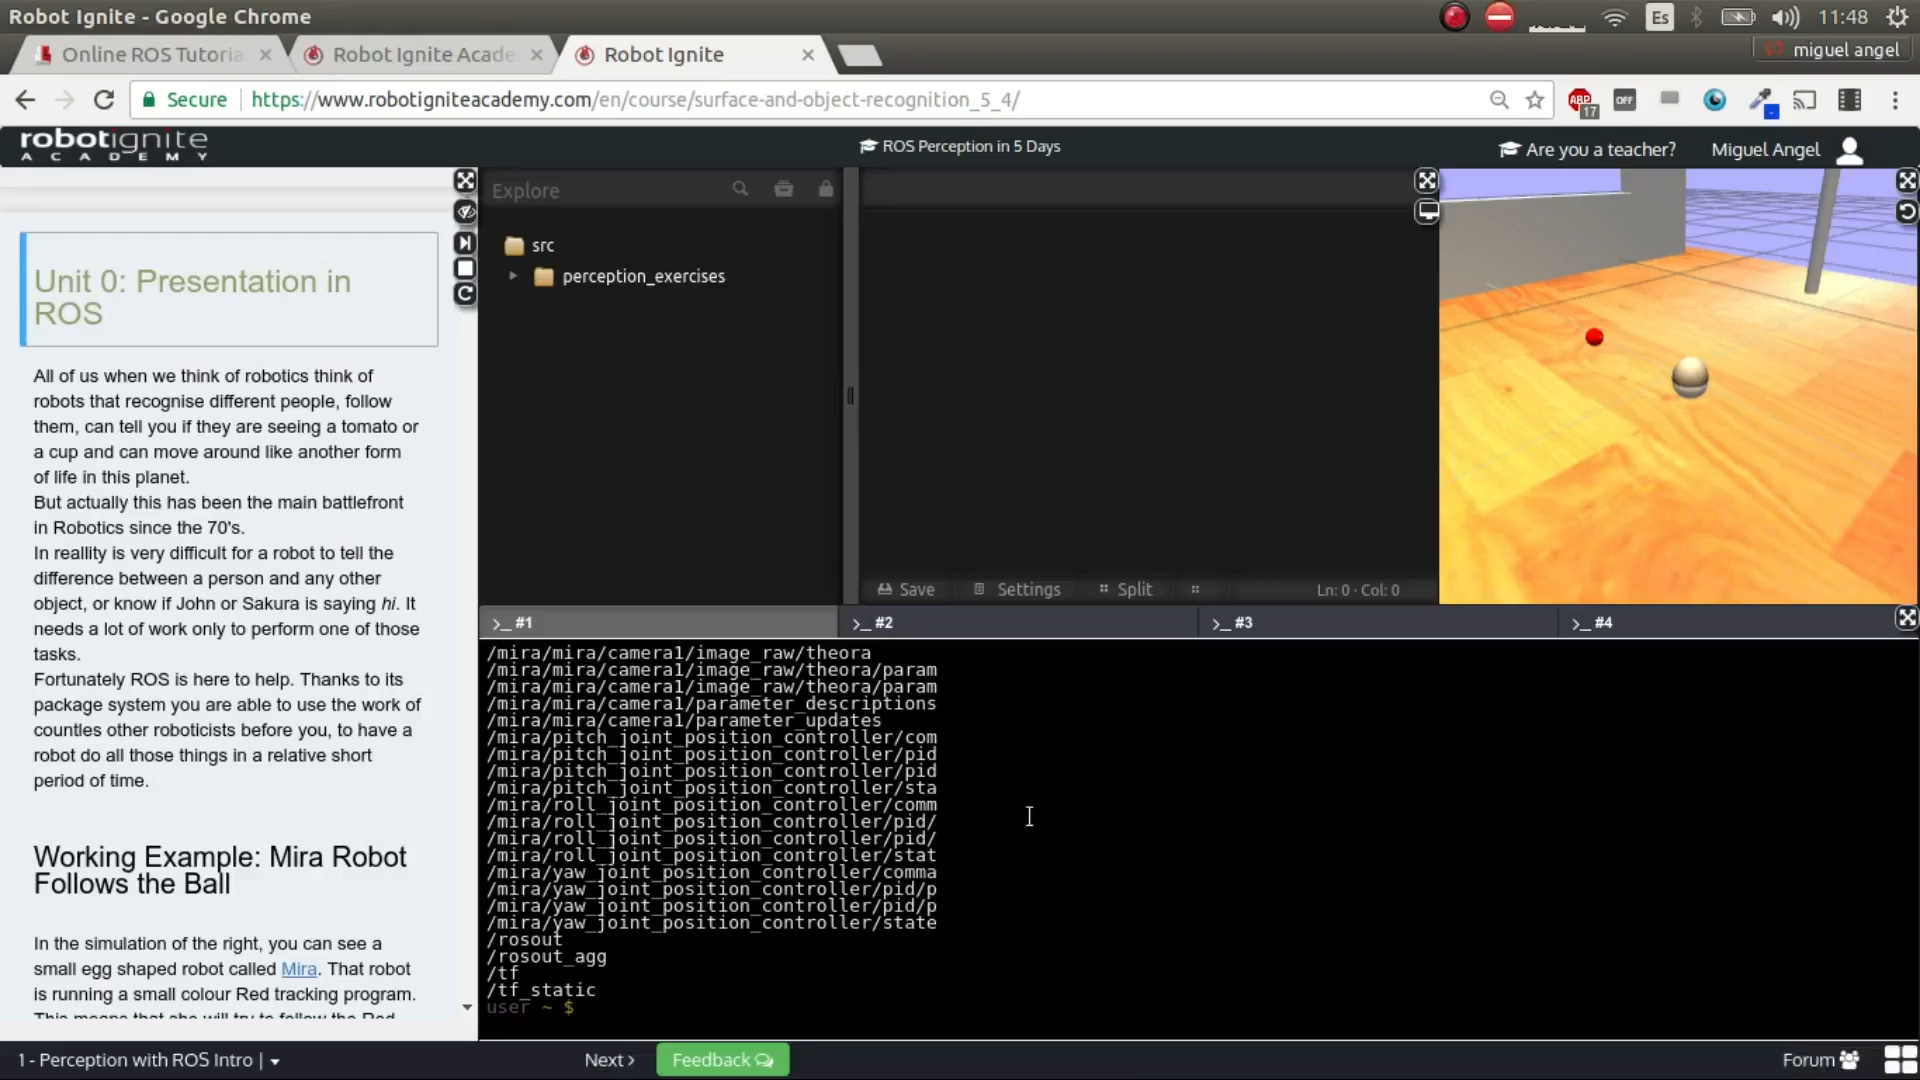 Robot Ignite - Google Chrome
Es
11:48
Online ROS Tutoria
Robot Ignite Acade
Robot Ignite
miguel angel
Secure
https://www.robotigniteacademy.com/en/course/surface-and-object-recognition_5_4/
ABP
17
OFF
robotignite
ACADEMY
ROS Perception in 5 Days
Are you a teacher?
Miguel Angel
Unit 0: Presentation in
ROS
All of us when we think of robotics think of
robots that recognise different people, follow
them, can tell you if they are seeing a tomato or
a cup and can move around like another form
of life in this planet.
But actually this has been the main battlefront
in Robotics since the 70's.
In reallity is very difficult for a robot to tell the
difference between a person and any other
object, or know if John or Sakura is saying hi. It
needs a lot of work only to perform one of those
tasks.
Fortunately ROS is here to help. Thanks to its
package system you are able to use the work of
counties other roboticists before you, to have a
robot do all those things in a relative short
period of time.
Working Example: Mira Robot
Follows the Ball
In the simulation of the right, you can see a
small egg shaped robot called Mira. That robot
is running a small colour Red tracking program.
This means that she will try to follow the Red
Explore
src
perception_exercises
Save
Settings
Split
Ln: 0 · Col: 0
>_ #1
>_ #2
>_ #3
>_ #4
/mira/mira/camera1/image_raw/theora
/mira/mira/camera1/image_raw/theora/param
/mira/mira/camera1/image_raw/theora/param
/mira/mira/camera1/parameter_descriptions
/mira/mira/camera1/parameter_updates
/mira/pitch_joint_position_controller/com
/mira/pitch_joint_position_controller/pid
/mira/pitch_joint_position_controller/pid
/mira/pitch_joint_position_controller/sta
/mira/roll_joint_position_controller/comm
/mira/roll_joint_position_controller/pid/
/mira/roll_joint_position_controller/pid/
/mira/roll_joint_position_controller/stat
/mira/yaw_joint_position_controller/comma
/mira/yaw_joint_position_controller/pid/p
/mira/yaw_joint_position_controller/pid/p
/mira/yaw_joint_position_controller/state
/rosout
/rosout_agg
/tf
/tf_static
user ~ $
1 - Perception with ROS Intro |
Next >
Feedback
Forum